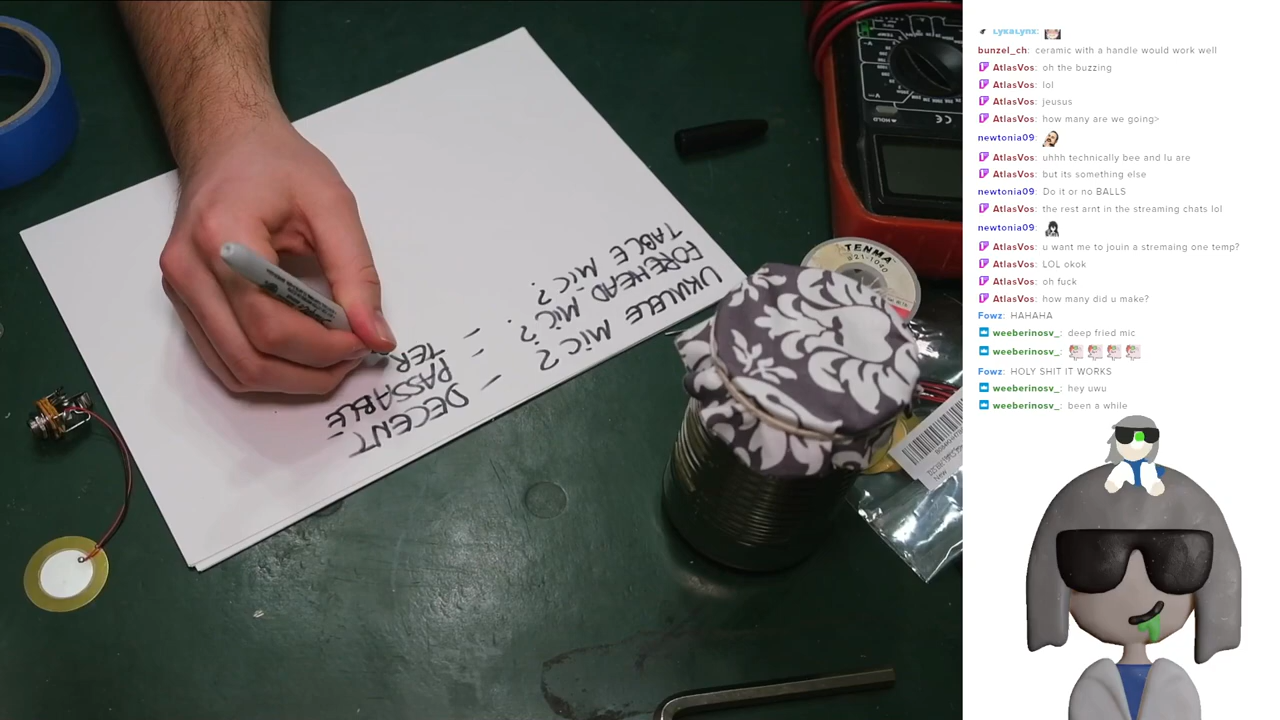 UKULELE MIC? - DECENT
FOREHEAD MIC? - PASSABLE
TABLE MIC? - TER
TENMA
HOLD
LykaLynx:
bunzel_ch: ceramic with a handle would work well
AtlasVos: oh the buzzing
AtlasVos: lol
AtlasVos: jeusus
AtlasVos: how many are we going>
newtonia09:
AtlasVos: uhhh technically bee and lu are
AtlasVos: but its something else
newtonia09: Do it or no BALLS
AtlasVos: the rest arnt in the streaming chats lol
newtonia09:
AtlasVos: u want me to jouin a stremaing one temp?
AtlasVos: LOL okok
AtlasVos: oh fuck
AtlasVos: how many did u make?
Fowz: HAHAHA
weeberinosv_: deep fried mic
weeberinosv_:
Fowz: HOLY SHIT IT WORKS
weeberinosv_: hey uwu
weeberinosv_: been a while